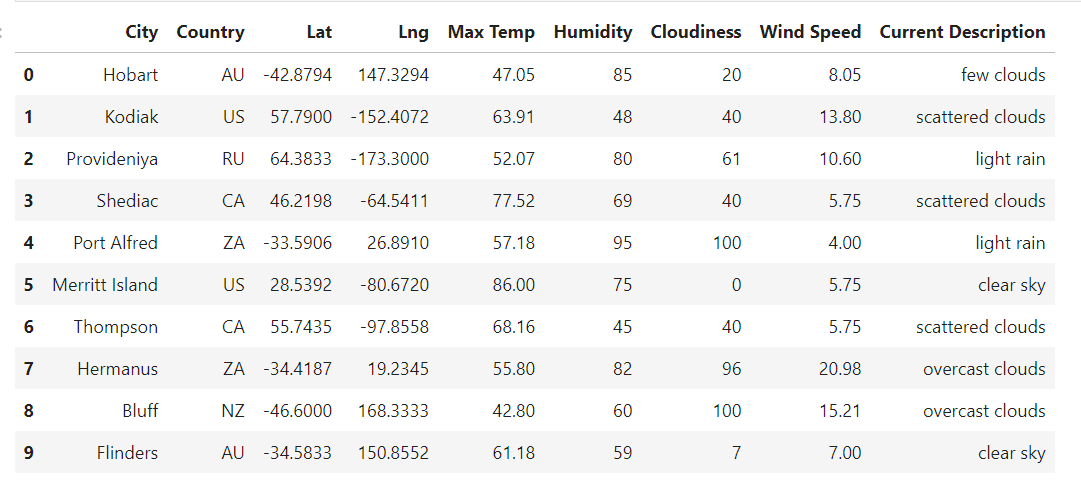 City Country Lat Lng Max Temp Humidity Cloudiness Wind Speed Current Description
0 Hobart AU -42.8794 147.3294 47.05 85 20 8.05 few clouds
1 Kodiak US 57.7900 -152.4072 63.91 48 40 13.80 scattered clouds
2 Provideniya RU 64.3833 -173.3000 52.07 80 61 10.60 light rain
3 Shediac CA 46.2198 -64.5411 77.52 69 40 5.75 scattered clouds
4 Port Alfred ZA -33.5906 26.8910 57.18 95 100 4.00 light rain
5 Merritt Island US 28.5392 -80.6720 86.00 75 0 5.75 clear sky
6 Thompson CA 55.7435 -97.8558 68.16 45 40 5.75 scattered clouds
7 Hermanus ZA -34.4187 19.2345 55.80 82 96 20.98 overcast clouds
8 Bluff NZ -46.6000 168.3333 42.80 60 100 15.21 overcast clouds
9 Flinders AU -34.5833 150.8552 61.18 59 7 7.00 clear sky